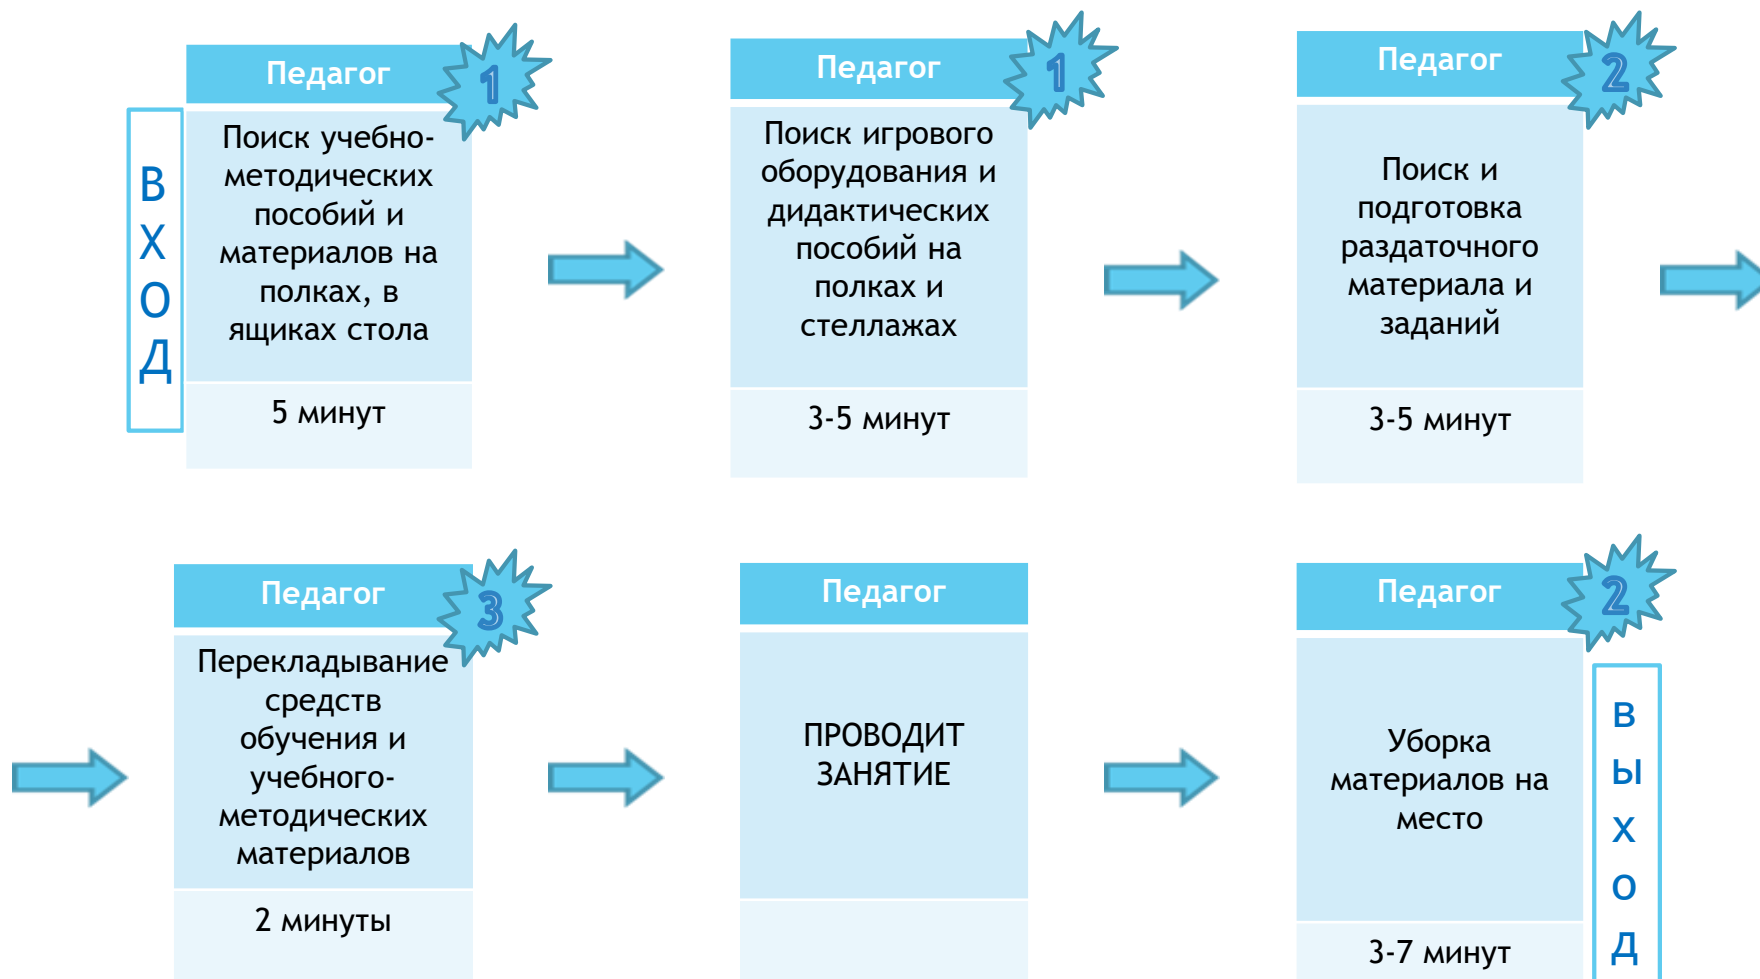 Педагог
1
ВХОД
Поиск учебно-
методических
пособий и
материалов на
полках, в
ящиках стола
5 минут
Педагог
1
Поиск игрового
оборудования и
дидактических
пособий на
полках и
стеллажах
3-5 минут
Педагог
2
Поиск и
подготовка
раздаточного
материала и
заданий
3-5 минут
Педагог
3
Перекладывание
средств
обучения и
учебного-
методических
материалов
2 минуты
Педагог
ПРОВОДИТ
ЗАНЯТИЕ
Педагог
2
Уборка
материалов на
место
3-7 минут
выход